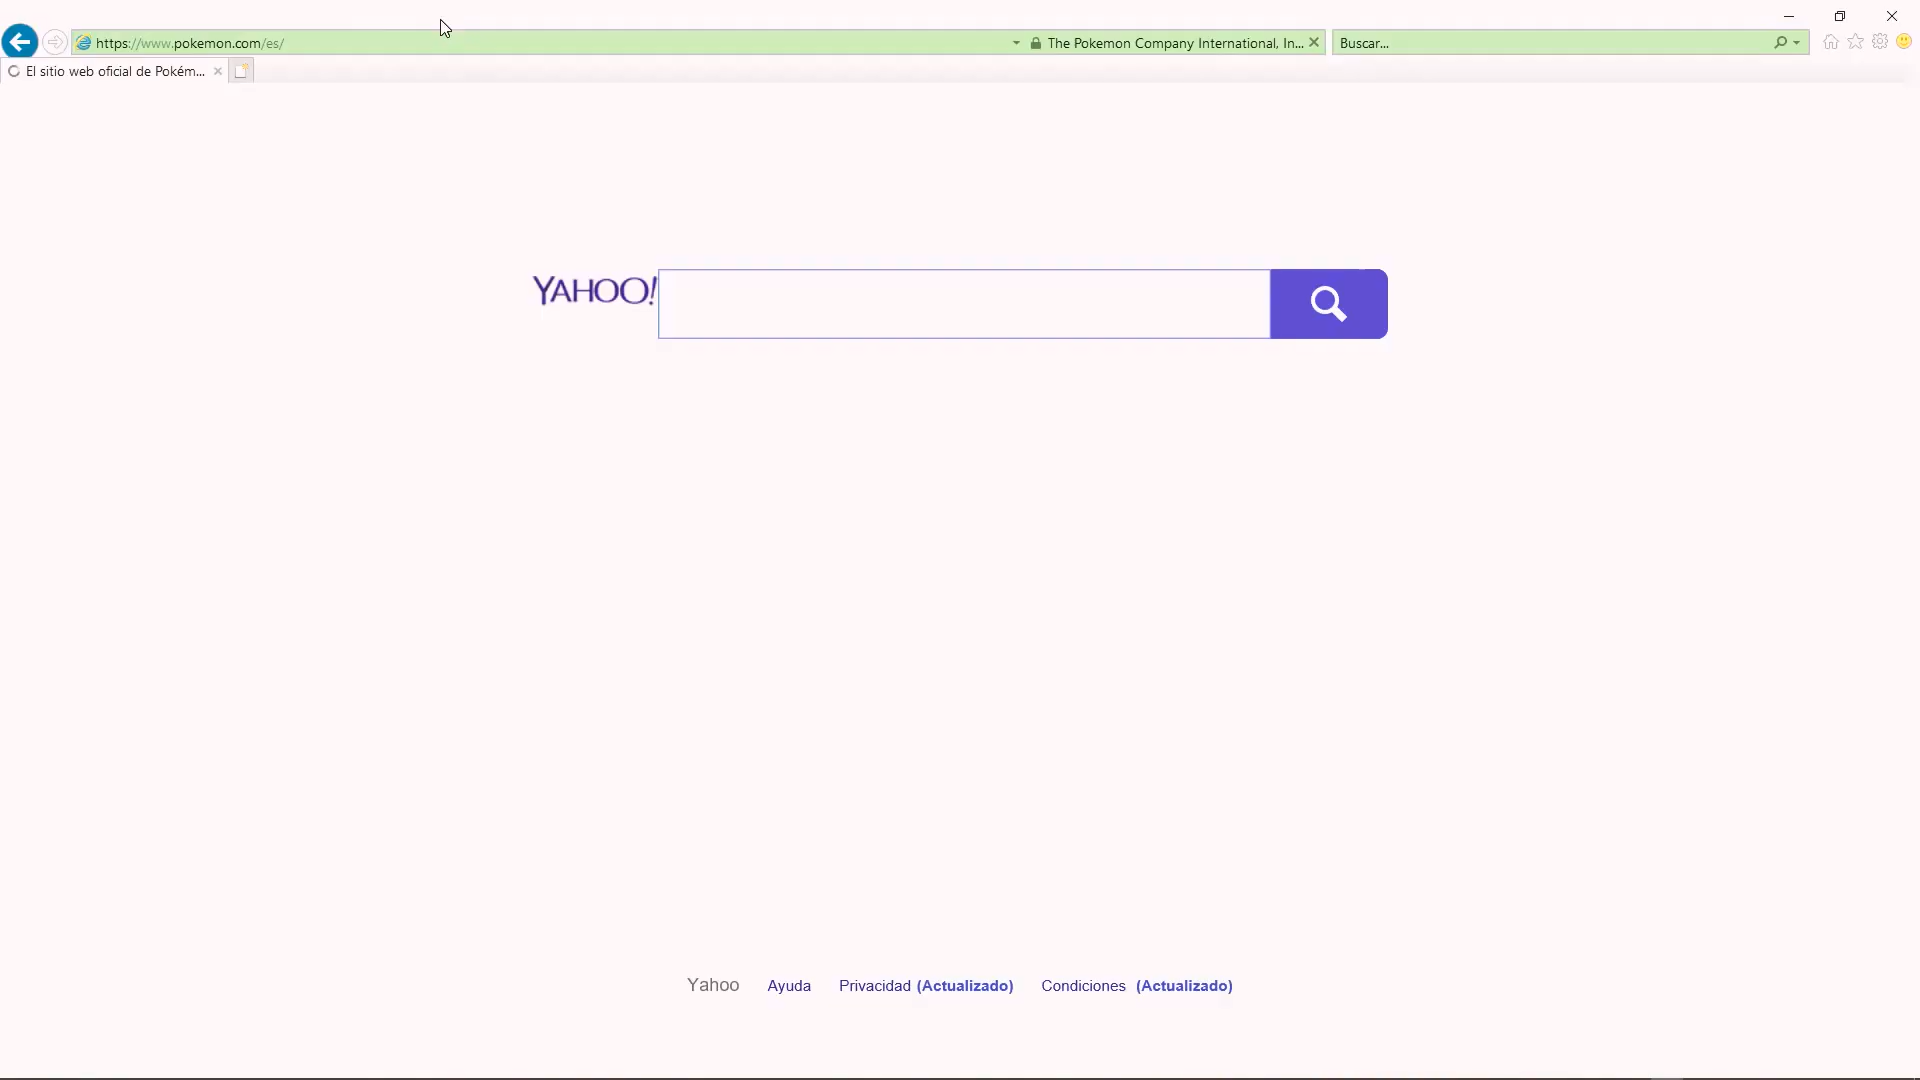 https://www.pokemon.com/es/
The Pokemon Company International, In...
Buscar...
El sitio web oficial de Pokém...
YAHOO!
Yahoo Ayuda Privacidad (Actualizado) Condiciones (Actualizado)